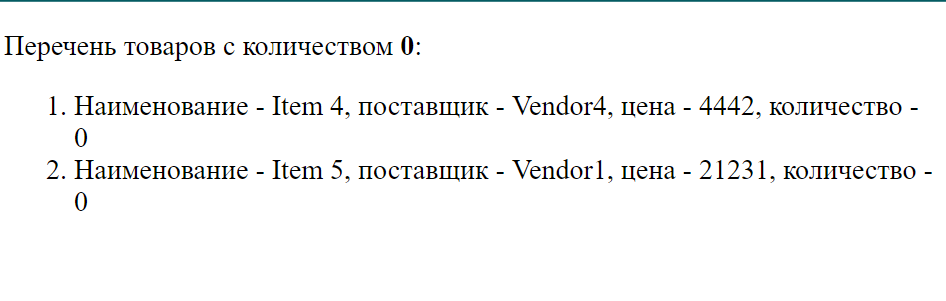 Перечень товаров с количеством 0:
1. Наименование - Item 4, поставщик - Vendor4, цена - 4442, количество -
0
2. Наименование - Item 5, поставщик - Vendor1, цена - 21231, количество -
0